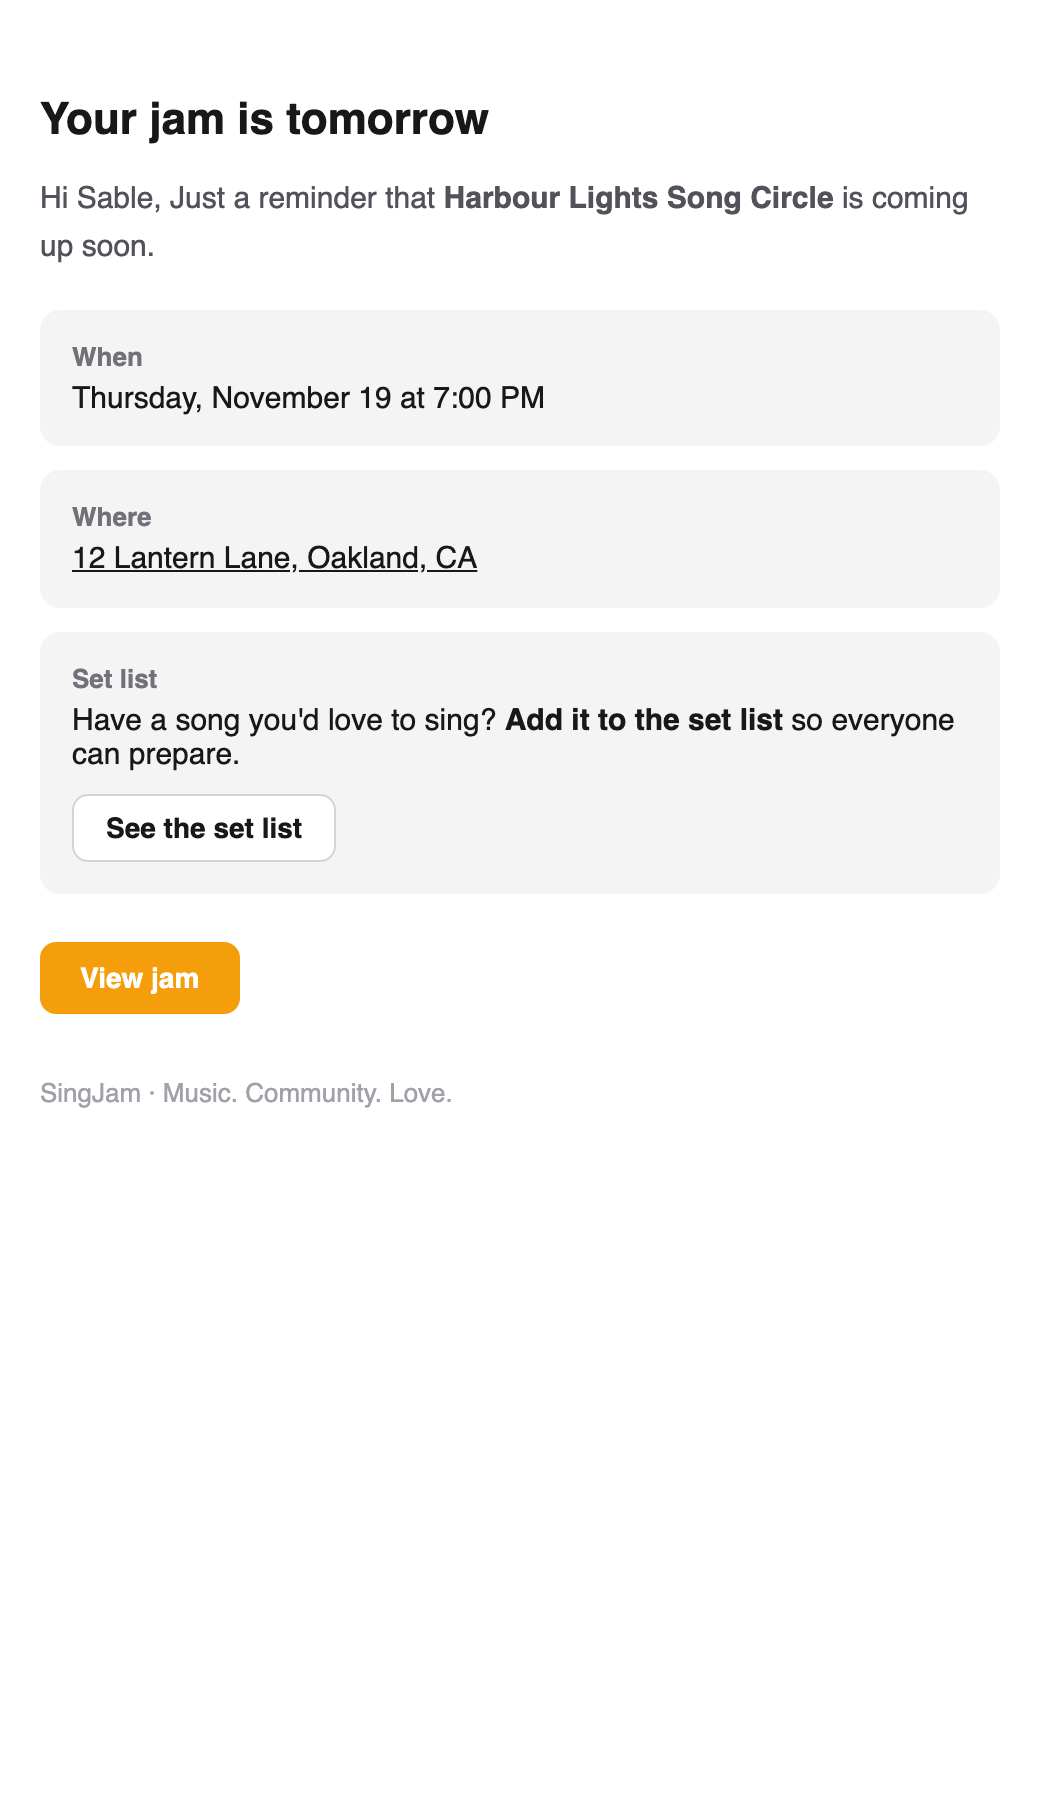 Your jam is tomorrow
Hi Sable, Just a reminder that Harbour Lights Song Circle is coming
up soon.
When
Thursday, November 19 at 7:00 PM
Where
12 Lantern Lane, Oakland, CA
Set list
Have a song you'd love to sing? Add it to the set list so everyone
can prepare.
See the set list
View jam
SingJam · Music. Community. Love.